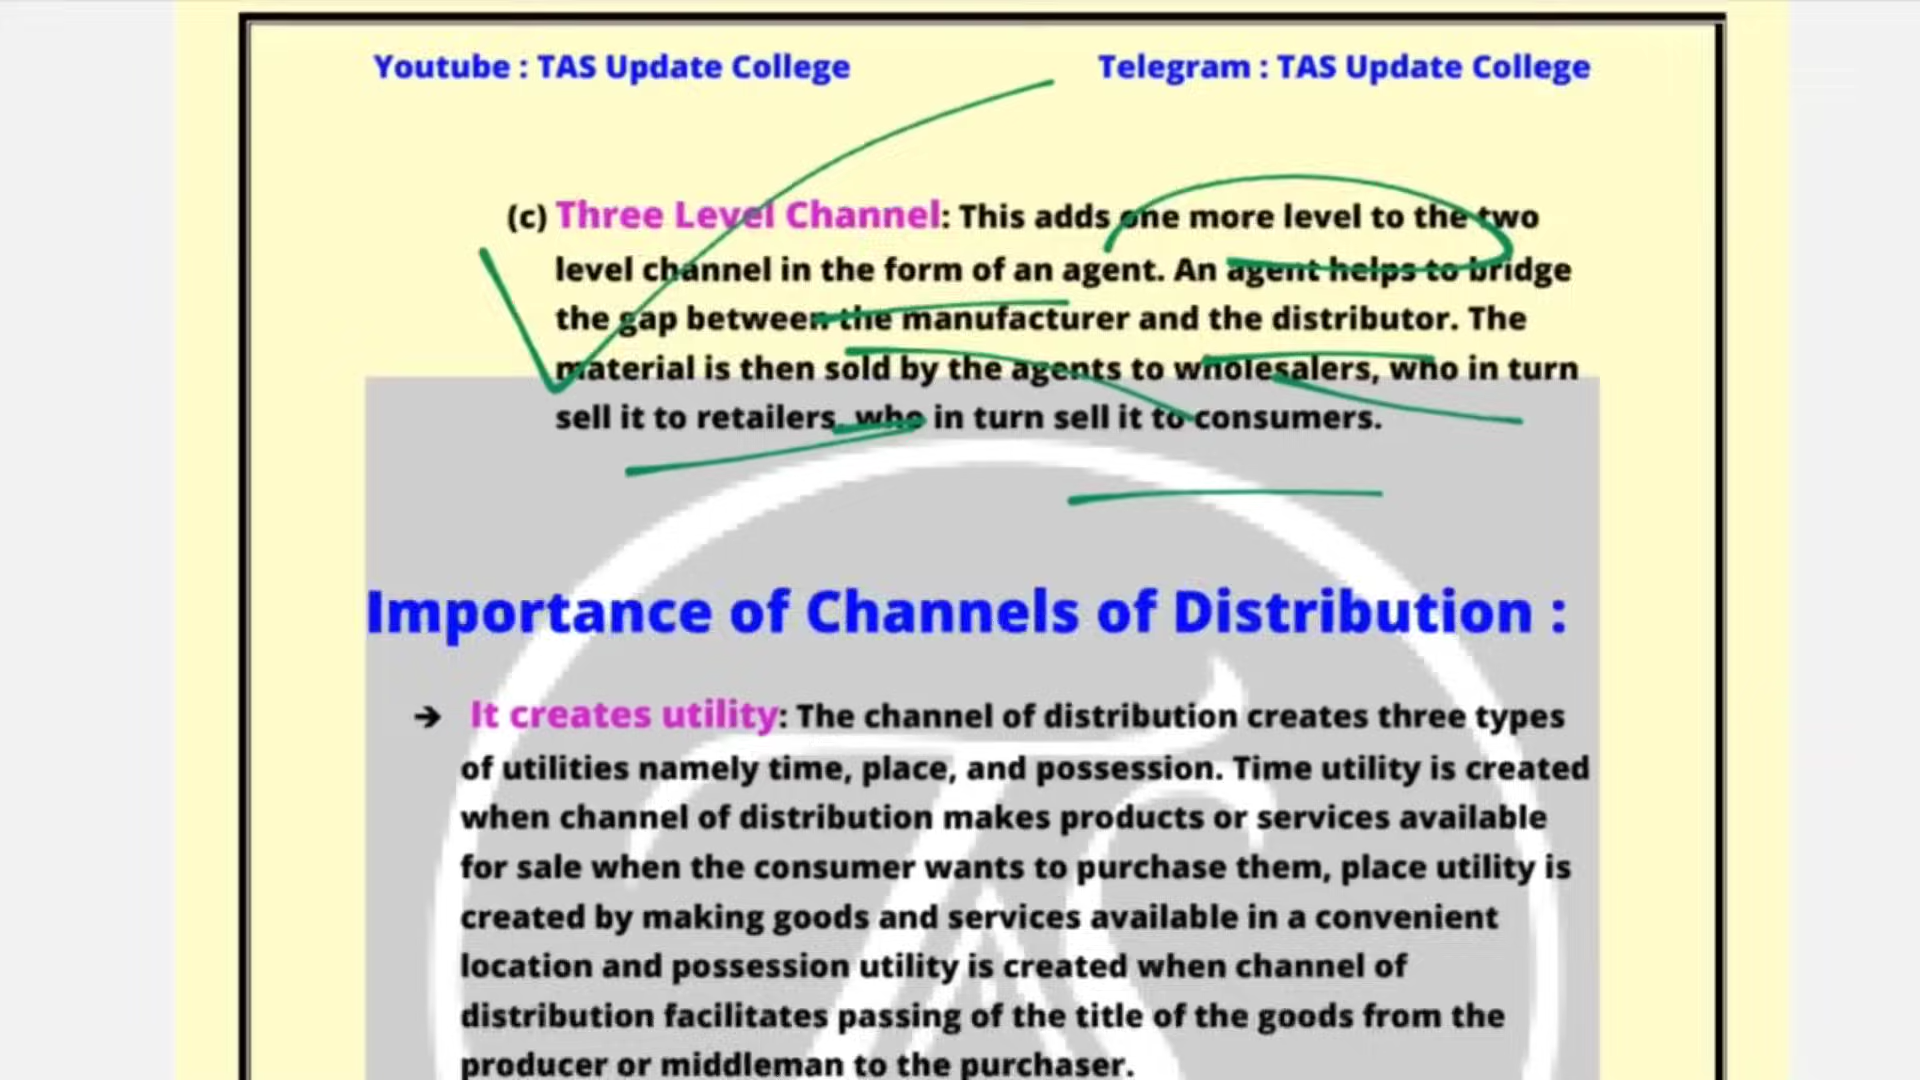 Youtube : TAS Update College Telegram : TAS Update College
(c) Three Level Channel: This adds one more level to the two
level channel in the form of an agent. An agent helps to bridge
the gap between the manufacturer and the distributor. The
material is then sold by the agents to wholesalers, who in turn
sell it to retailers, who in turn sell it to consumers.
Importance of Channels of Distribution :
→ It creates utility: The channel of distribution creates three types
of utilities namely time, place, and possession. Time utility is created
when channel of distribution makes products or services available
for sale when the consumer wants to purchase them, place utility is
created by making goods and services available in a convenient
location and possession utility is created when channel of
distribution facilitates passing of the title of the goods from the
producer or middleman to the purchaser.